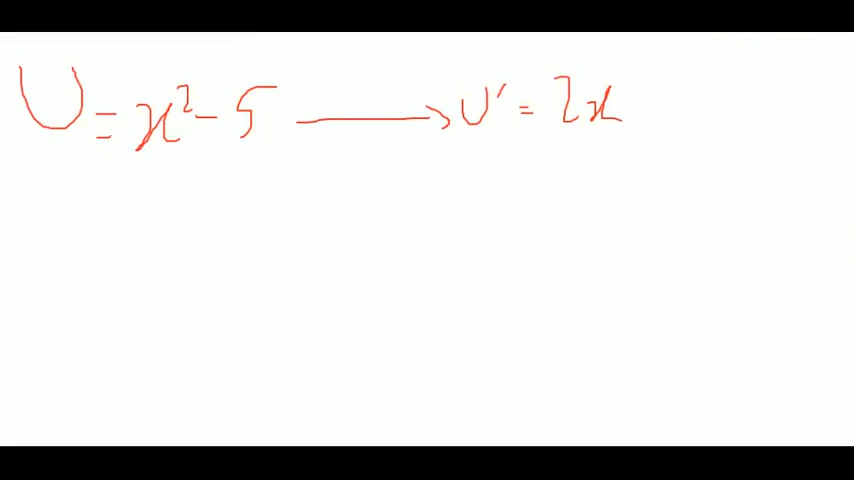 U = x² - 5 → U' = 2x